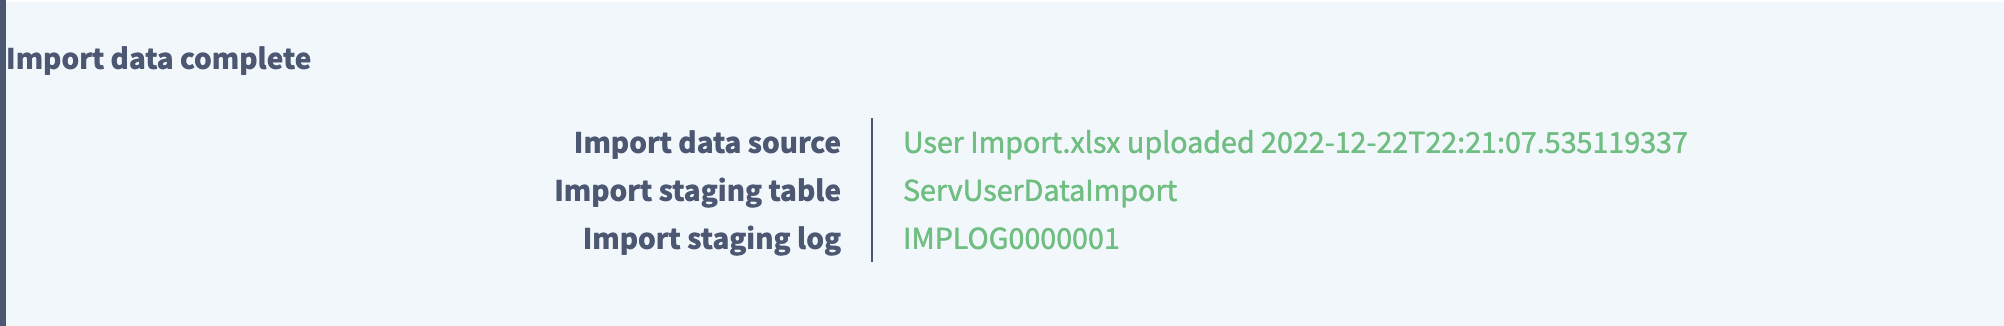 Import data complete
Import data source User Import.xlsx uploaded 2022-12-22T22:21:07.535119337
Import staging table ServUserDataImport
Import staging log IMPLOG0000001